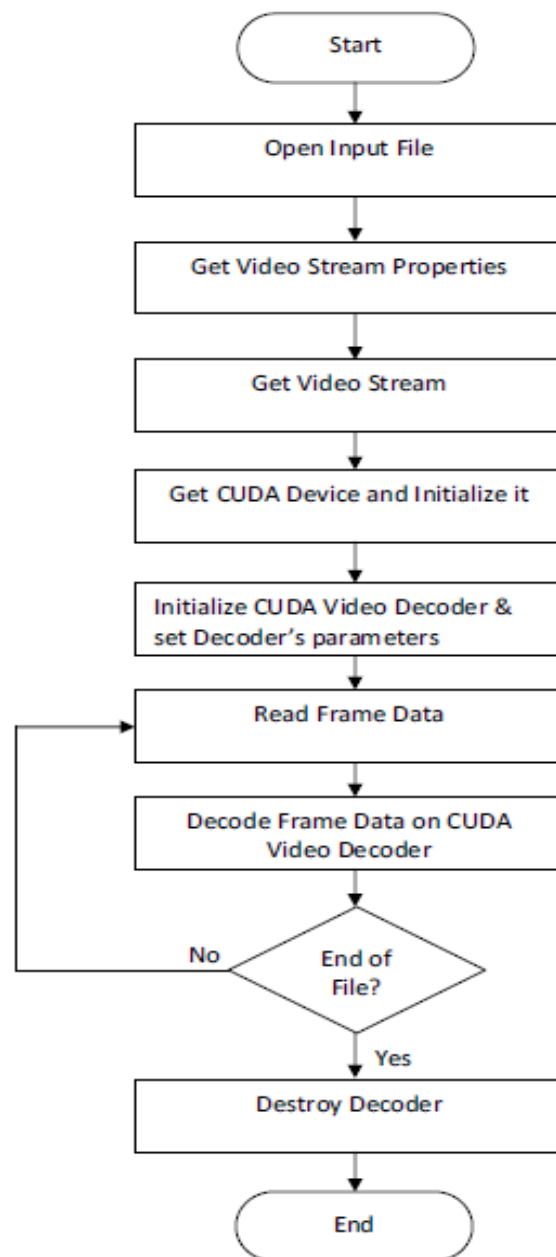 Start
Open Input File
Get Video Stream Properties
Get Video Stream
Get CUDA Device and Initialize it
Initialize CUDA Video Decoder &
set Decoder’s parameters
Read Frame Data
Decode Frame Data on CUDA
Video Decoder
No
End of
File?
Yes
Destroy Decoder
End